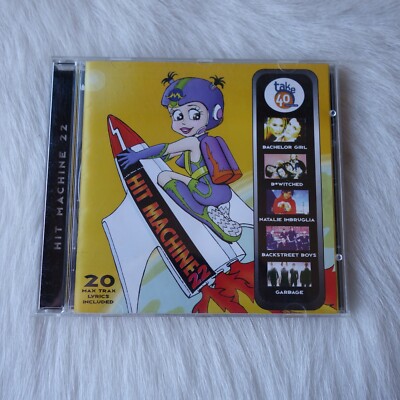 HIT MACHINE 22
take
40
BACHELOR GIRL
B*WITCHED
NATALIE IMBRUGLIA
BACKSTREET BOYS
GARBAGE
HIT MACHINE 22
20
MAX TRAX
LYRICS
INCLUDED